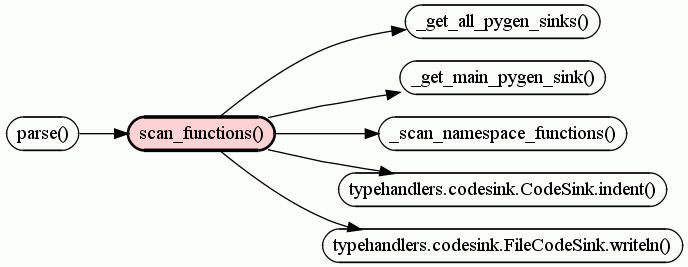 _get_all_pygen_sinks()
_get_main_pygen_sink()
parse()
scan_functions()
_scan_namespace_functions()
typehandlers.codesink.CodeSink.indent()
typehandlers.codesink.FileCodeSink.writeln()